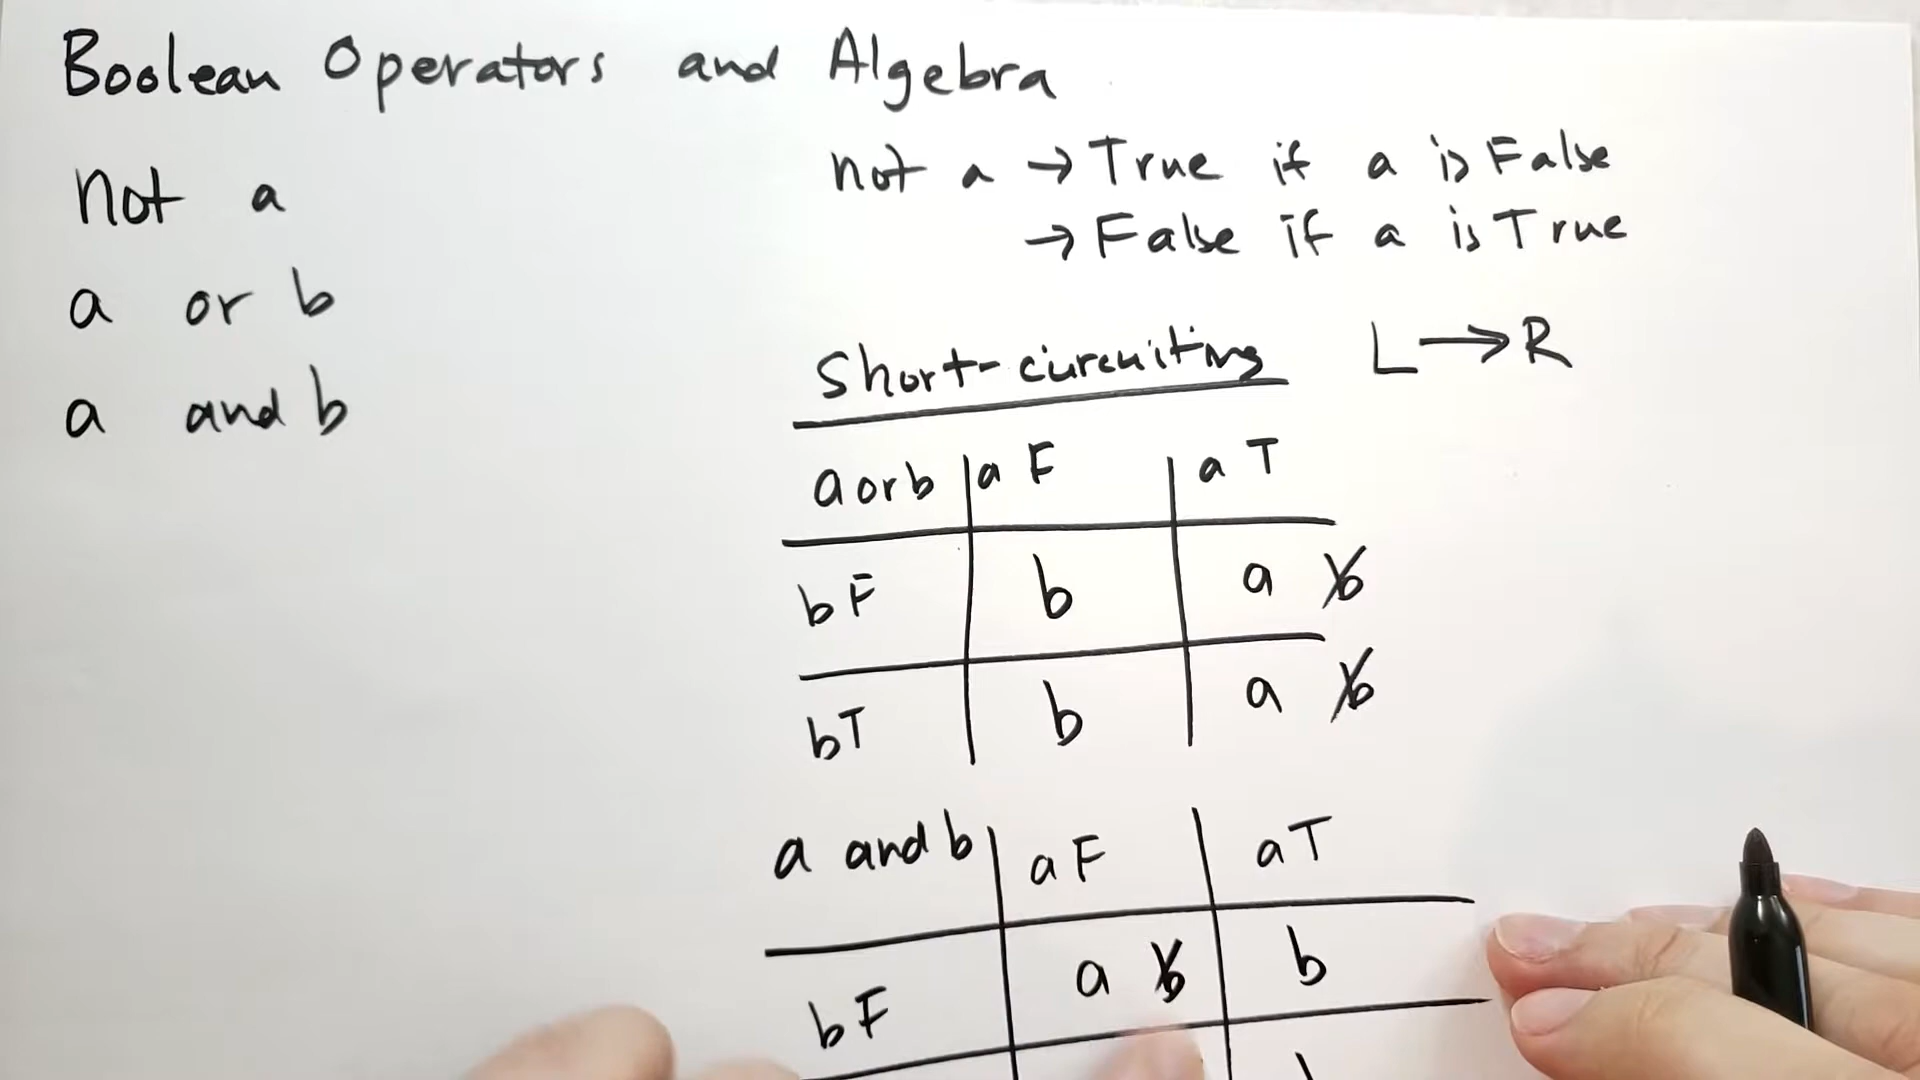 Boolean Operators and Algebra
not a
a or b
a and b
not a → True if a is False
→ False if a is True
Short-circuiting L → R
a or b a F a T
b F b a b
b T b a b
a and b a F a T
b F a b b